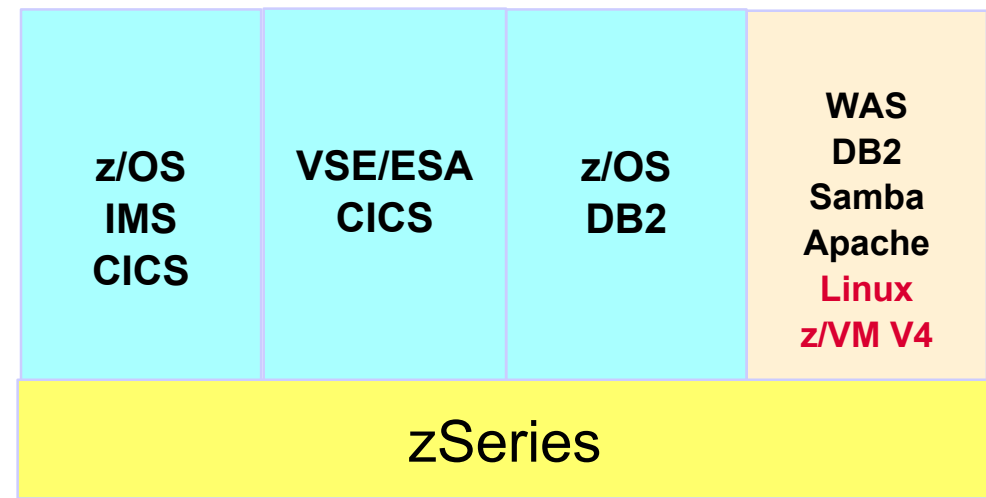 z/OS
IMS
CICS
VSE/ESA
CICS
z/OS
DB2
WAS
DB2
Samba
Apache
Linux
z/VM V4
zSeries